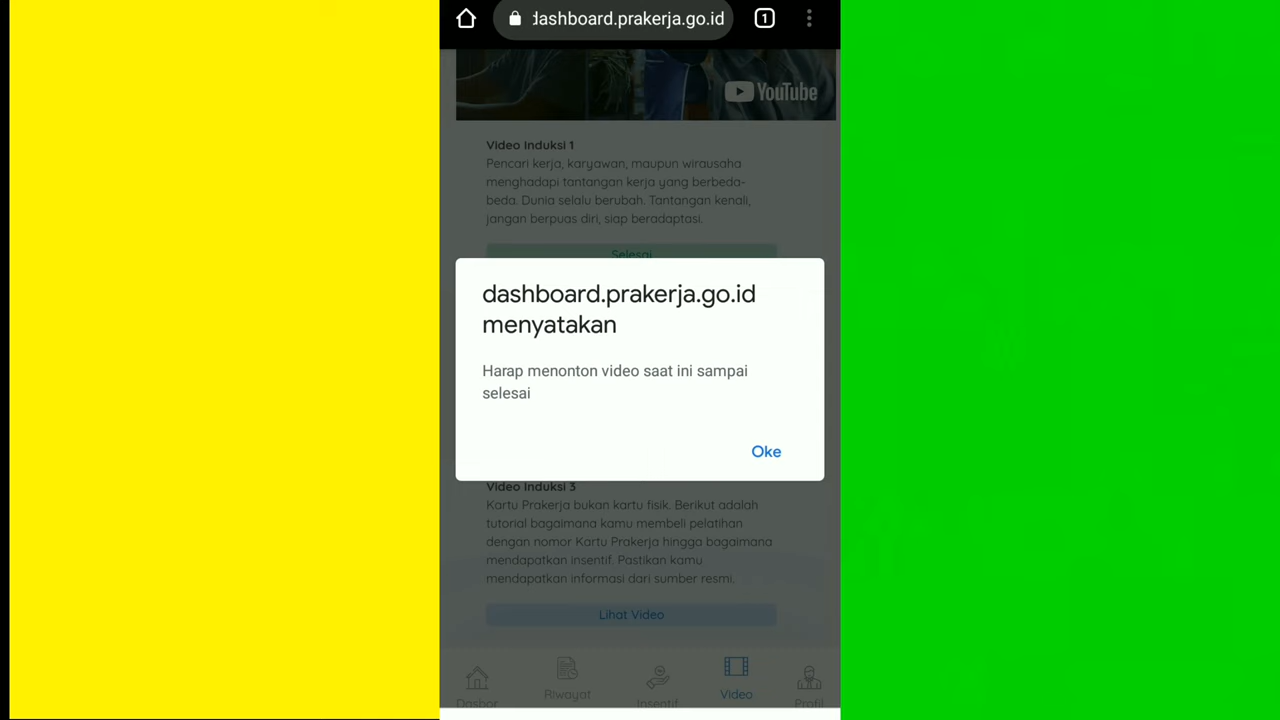 dashboard.prakerja.go.id
1
YouTube
Video Induksi 1
Pencari kerja, karyawan, maupun wirausaha
menghadapi tantangan kerja yang berbeda-
beda. Dunia selalu berubah. Tantangan kenali,
jangan berpuas diri, siap beradaptasi.
Selesai
dashboard.prakerja.go.id
menyatakan
Harap menonton video saat ini sampai
selesai
Oke
Video Induksi 3
Kartu Prakerja bukan kartu fisik. Berikut adalah
tutorial bagaimana kamu membeli pelatihan
dengan nomor Kartu Prakerja hingga bagaimana
mendapatkan insentif. Pastikan kamu
mendapatkan informasi dari sumber resmi.
Lihat Video
Dasbor
Riwayat
Insentif
Video
Profil